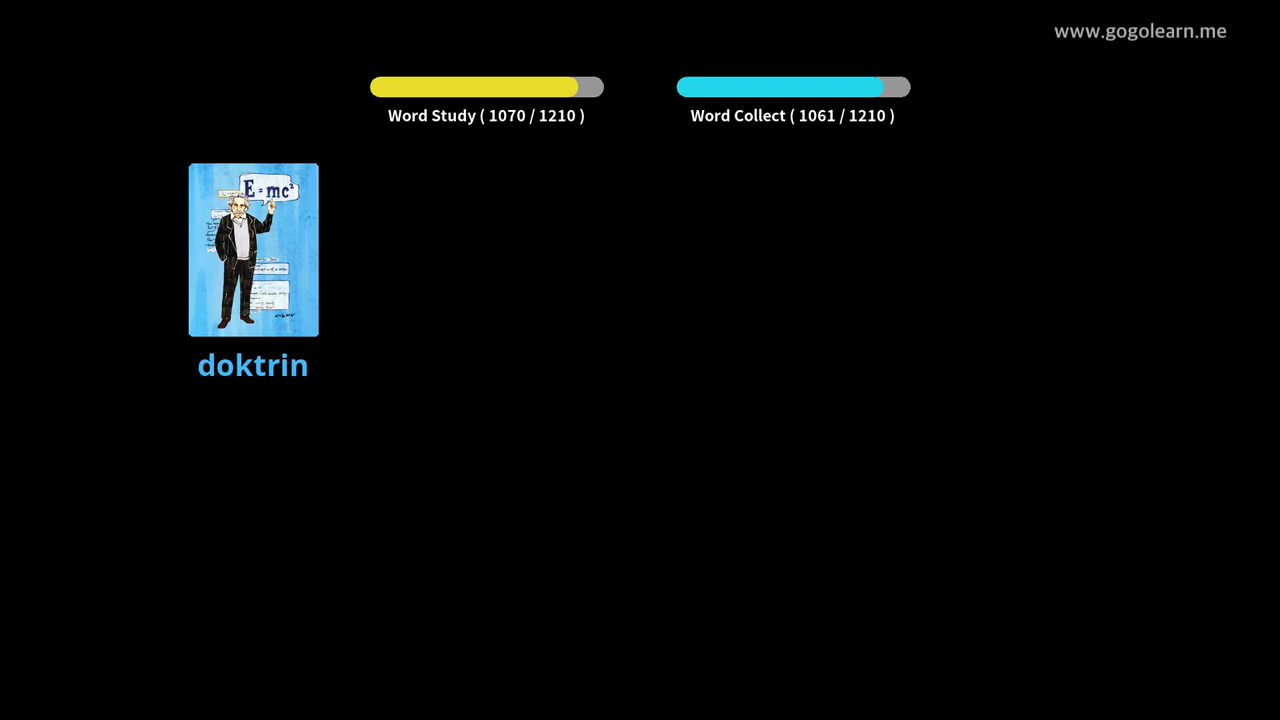 www.gogolearn.me
Word Study ( 1070 / 1210 )
Word Collect ( 1061 / 1210 )
E = mc²
doktrin